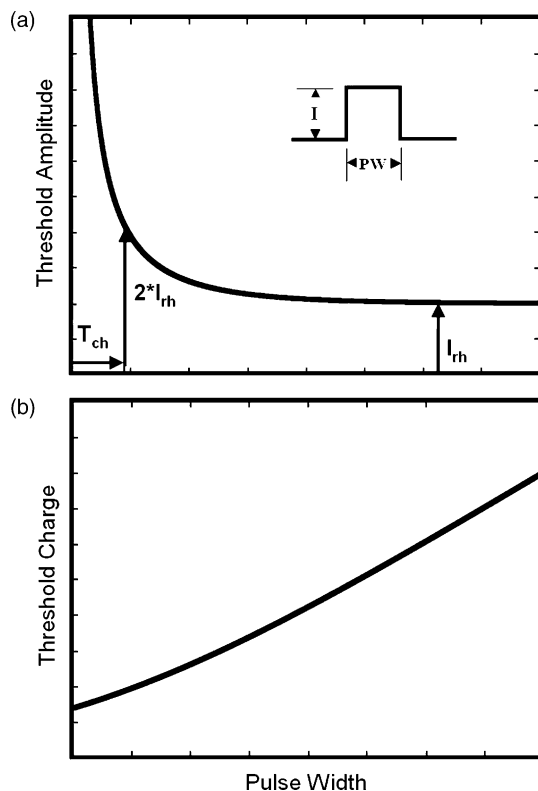 (a)
Threshold Amplitude
I
PW
2*Irh
Tch
Irh
(b)
Threshold Charge
Pulse Width